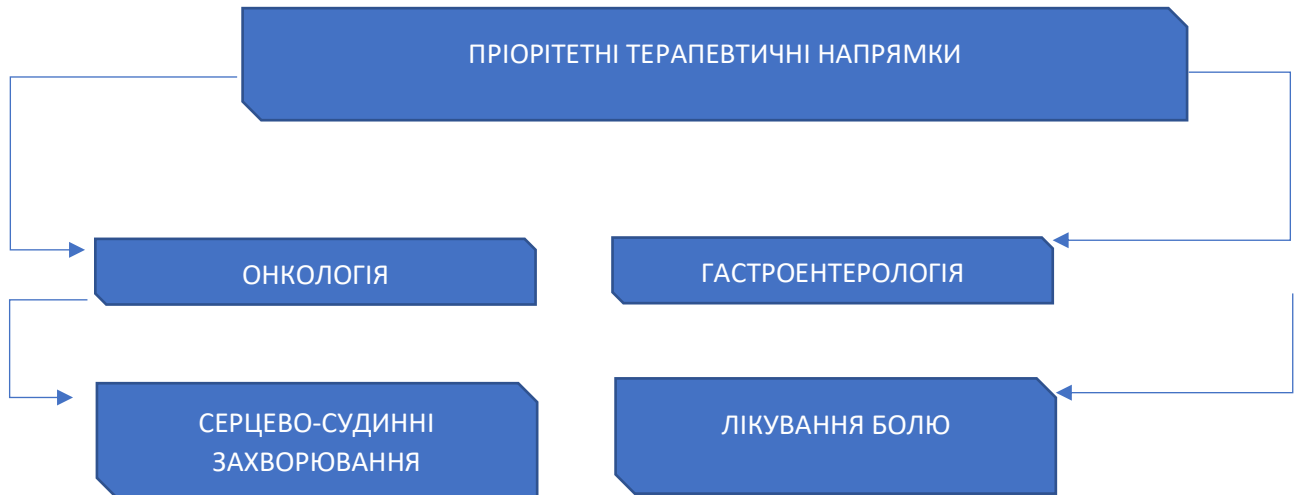 ПРІОРІТЕТНІ ТЕРАПЕВТИЧНІ НАПРЯМКИ
ОНКОЛОГІЯ
ГАСТРОЕНТЕРОЛОГІЯ
СЕРЦЕВО-СУДИННІ
ЗАХВОРЮВАННЯ
ЛІКУВАННЯ БОЛЮ